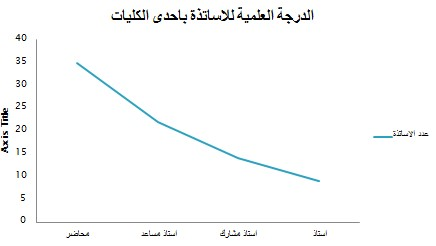 الدرجة العلمية للاساتذة باحدى الكليات
40
35
30
25
20
15
10
5
0
Axis Title
محاضر
استاذ مساعد
استاذ مشارك
استاذ
عدد الاساتذة